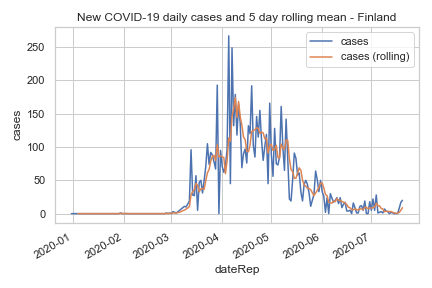 New COVID-19 daily cases and 5 day rolling mean - Finland
cases
cases (rolling)
250
200
150
100
50
0
cases
2020-01
2020-02
2020-03
2020-04
2020-05
2020-06
2020-07
dateRep